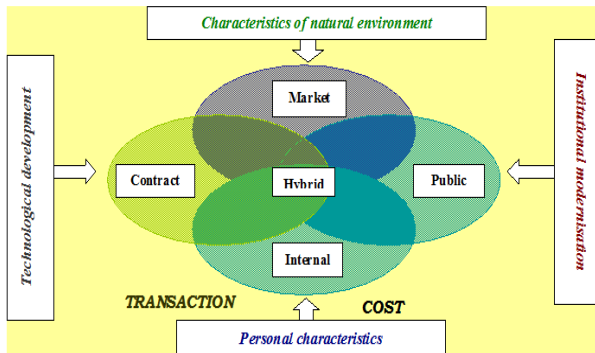 Characteristics of natural environment
Technological development
Institutional modernisation
Market
Contract
Hybrid
Public
Internal
TRANSACTION
COST
Personal characteristics